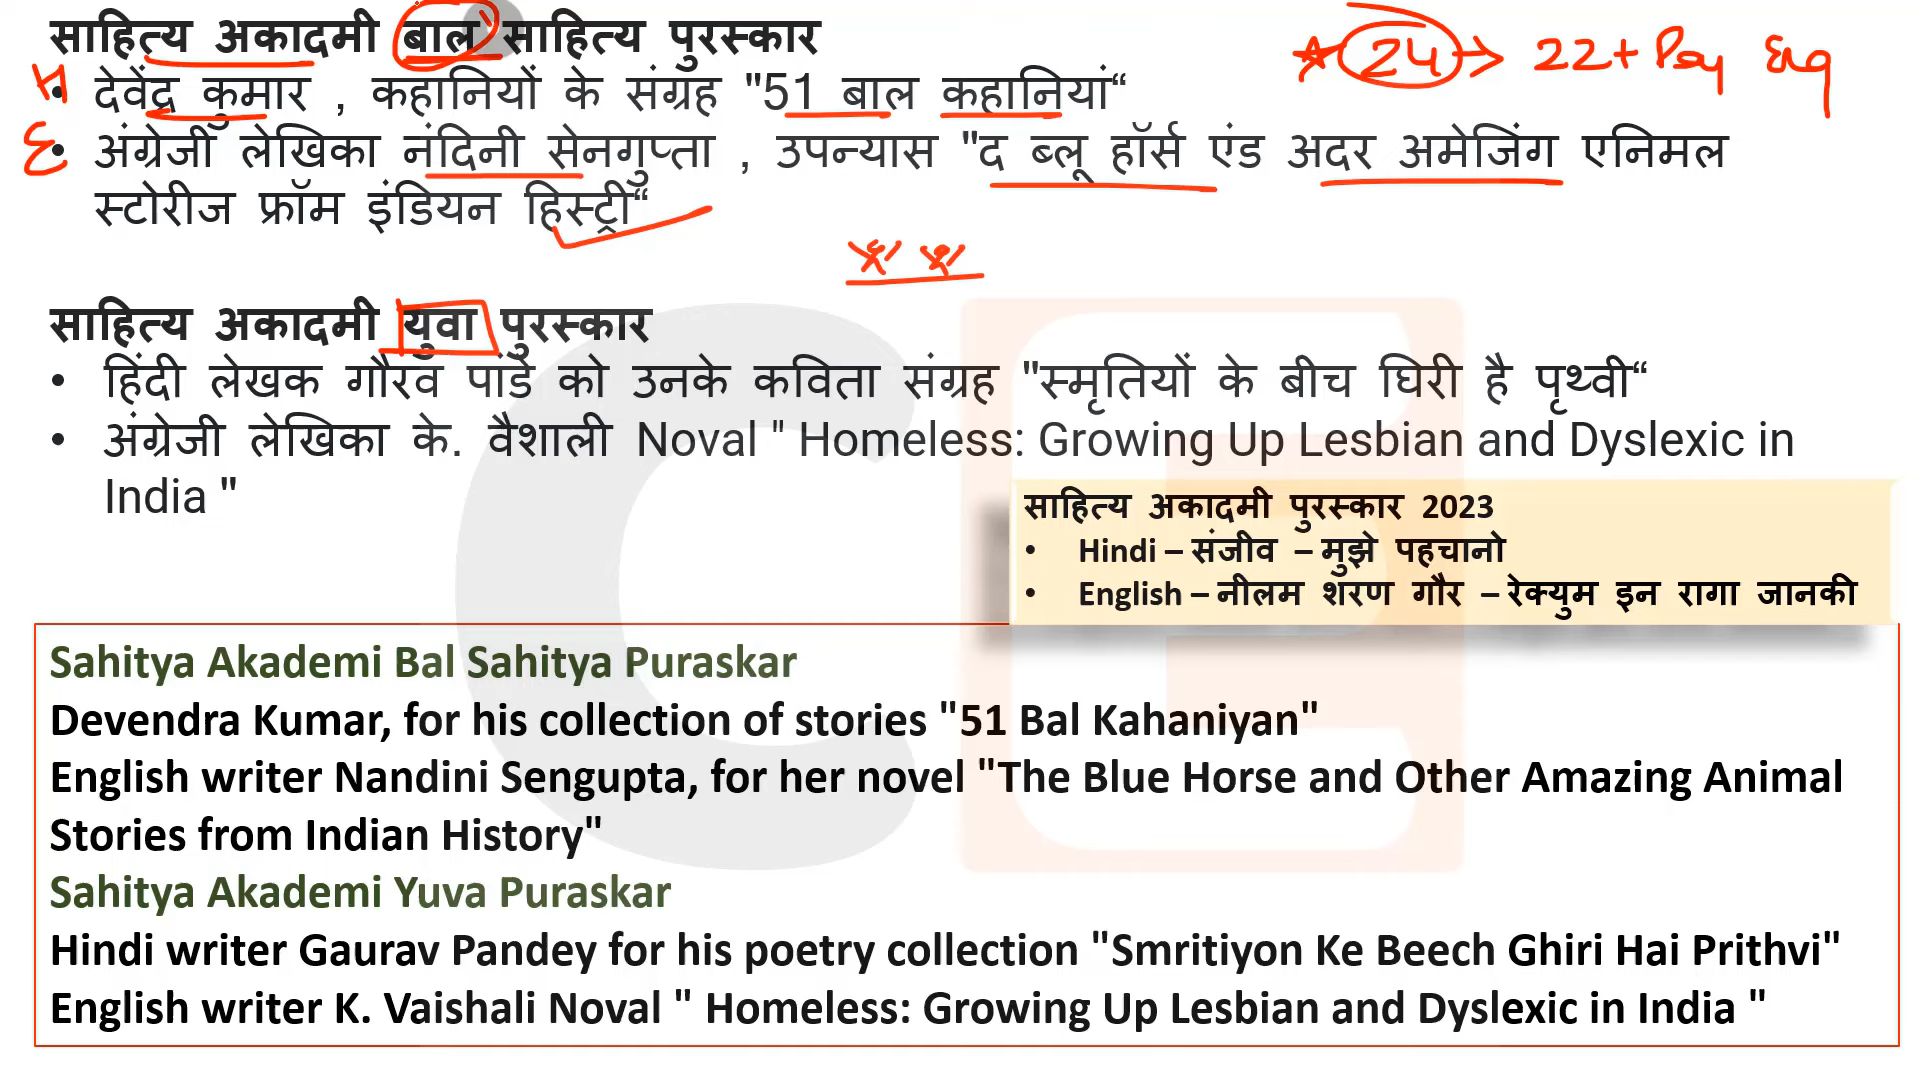 साहित्य अकादमी बाल साहित्य पुरस्कार
24 → 22+ Raj Eng
H • देवेंद्र कुमार , कहानियों के संग्रह "51 बाल कहानियां“
E • अंग्रेजी लेखिका नंदिनी सेनगुप्ता , उपन्यास "द ब्लू हॉर्स एंड अदर अमेजिंग एनिमल
स्टोरीज फ्रॉम इंडियन हिस्ट्री“
साहित्य अकादमी युवा पुरस्कार
• हिंदी लेखक गौरव पांडे को उनके कविता संग्रह "स्मृतियों के बीच घिरी है पृथ्वी“
• अंग्रेजी लेखिका के. वैशाली Noval " Homeless: Growing Up Lesbian and Dyslexic in
India "
साहित्य अकादमी पुरस्कार 2023
• Hindi – संजीव – मुझे पहचानो
• English – नीलम शरण गौर – रेक्युम इन रागा जानकी
Sahitya Akademi Bal Sahitya Puraskar
Devendra Kumar, for his collection of stories "51 Bal Kahaniyan"
English writer Nandini Sengupta, for her novel "The Blue Horse and Other Amazing Animal
Stories from Indian History"
Sahitya Akademi Yuva Puraskar
Hindi writer Gaurav Pandey for his poetry collection "Smritiyon Ke Beech Ghiri Hai Prithvi"
English writer K. Vaishali Noval " Homeless: Growing Up Lesbian and Dyslexic in India "